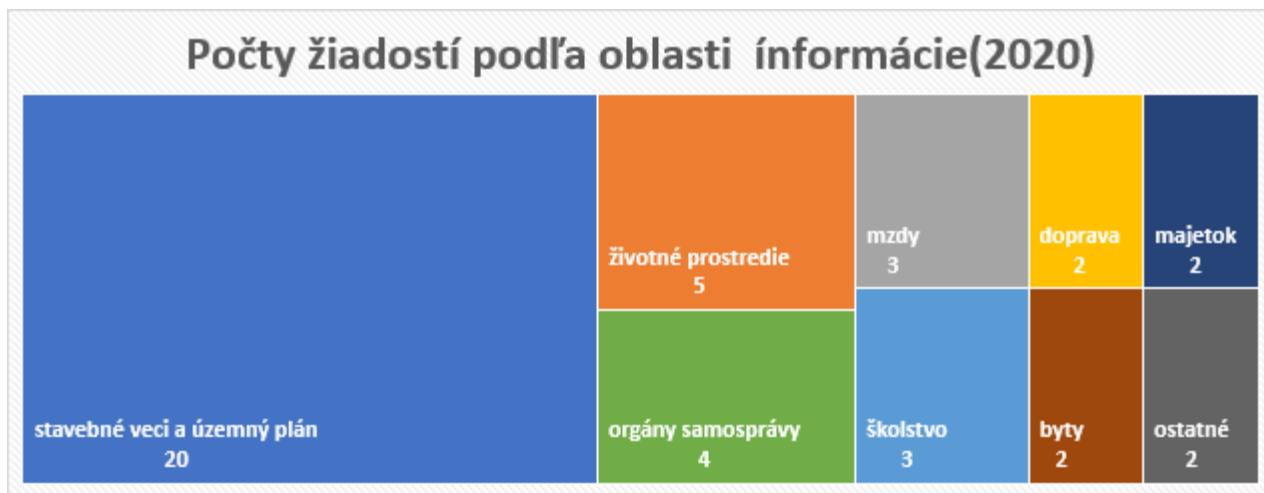 Počty žiadostí podľa oblasti  ínformácie(2020)
stavebné veci a územný plán
20
životné prostredie
5
orgány samosprávy
4
mzdy
3
školstvo
3
doprava
2
byty
2
majetok
2
ostatné
2